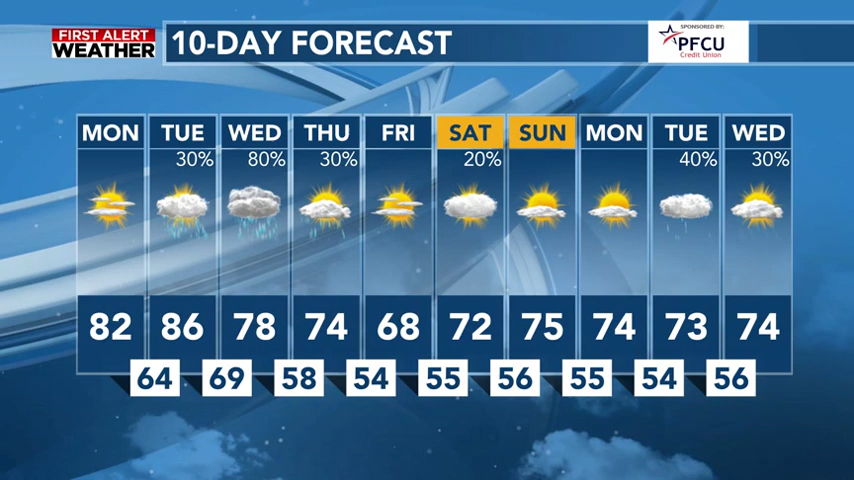 FIRST ALERT
WEATHER
10-DAY FORECAST
SPONSORED BY:
PFCU
Credit Union
MON TUE WED THU FRI SAT SUN MON TUE WED
30% 80% 30% 20% 40% 30%
82 86 78 74 68 72 75 74 73 74
64 69 58 54 55 56 55 54 56